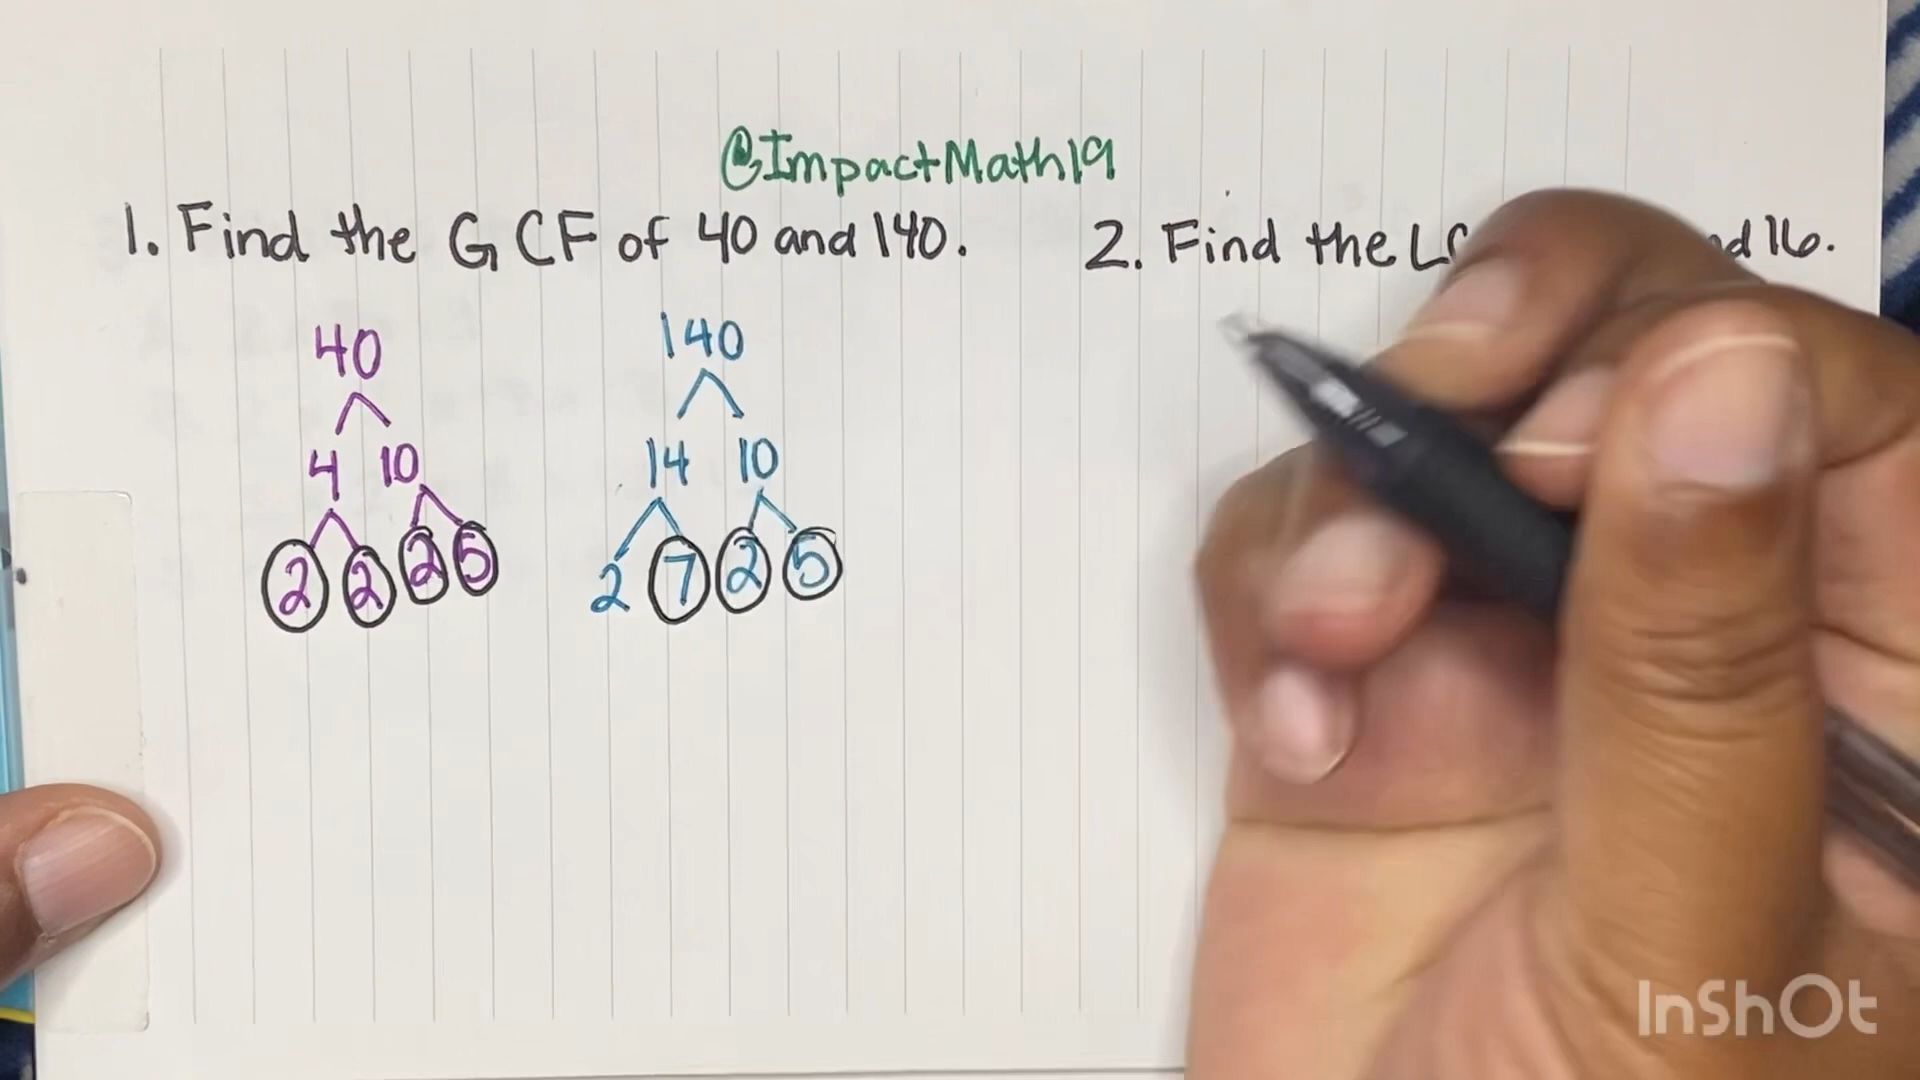 @ImpactMath19
1. Find the GCF of 40 and 140.
2. Find the LC 16.
40
140
4 10
14 10
2 2 2 5
2 7 2 5
InShOt